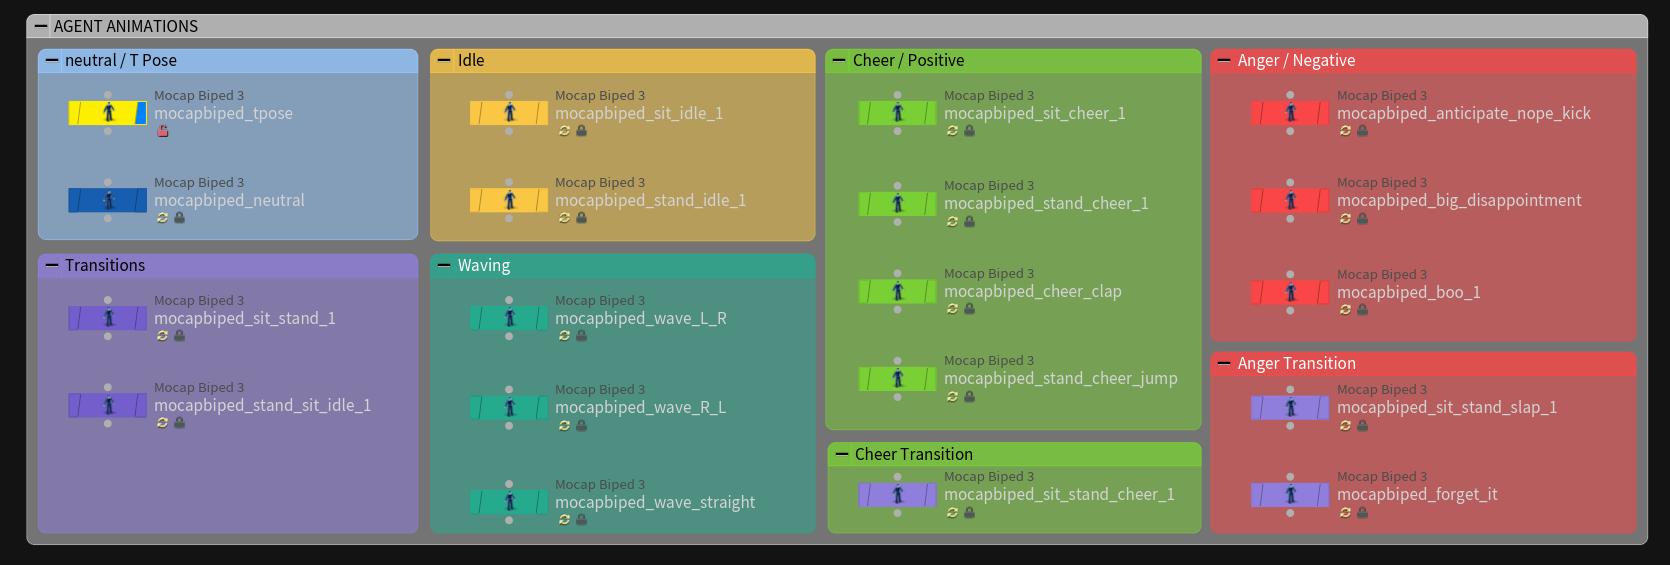 AGENT ANIMATIONS
neutral / T Pose
Mocap Biped 3
mocapbiped_tpose
Mocap Biped 3
mocapbiped_neutral
Transitions
Mocap Biped 3
mocapbiped_sit_stand_1
Mocap Biped 3
mocapbiped_stand_sit_idle_1
Idle
Mocap Biped 3
mocapbiped_sit_idle_1
Mocap Biped 3
mocapbiped_stand_idle_1
Waving
Mocap Biped 3
mocapbiped_wave_L_R
Mocap Biped 3
mocapbiped_wave_R_L
Mocap Biped 3
mocapbiped_wave_straight
Cheer / Positive
Mocap Biped 3
mocapbiped_sit_cheer_1
Mocap Biped 3
mocapbiped_stand_cheer_1
Mocap Biped 3
mocapbiped_cheer_clap
Mocap Biped 3
mocapbiped_stand_cheer_jump
Cheer Transition
Mocap Biped 3
mocapbiped_sit_stand_cheer_1
Anger / Negative
Mocap Biped 3
mocapbiped_anticipate_nope_kick
Mocap Biped 3
mocapbiped_big_disappointment
Mocap Biped 3
mocapbiped_boo_1
Anger Transition
Mocap Biped 3
mocapbiped_sit_stand_slap_1
Mocap Biped 3
mocapbiped_forget_it